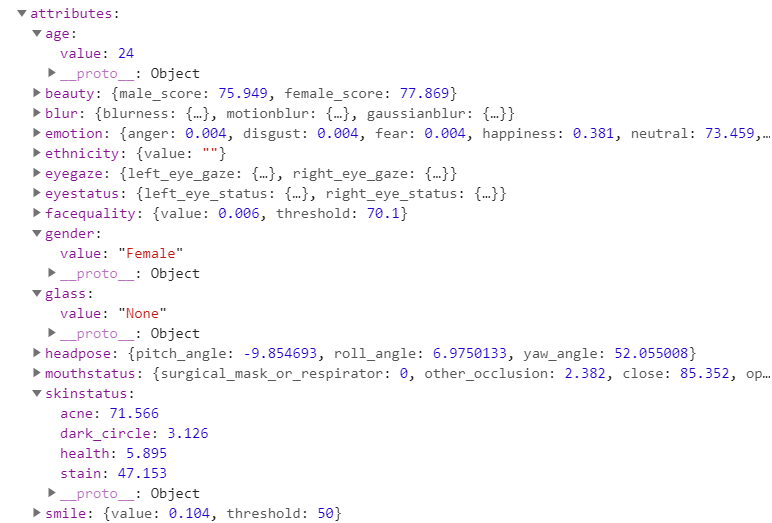 attributes:
age:
value: 24
__proto__: Object
beauty: {male_score: 75.949, female_score: 77.869}
blur: {blurness: {…}, motionblur: {…}, gaussianblur: {…}}
emotion: {anger: 0.004, disgust: 0.004, fear: 0.004, happiness: 0.381, neutral: 73.459,…
ethnicity: {value: ""}
eyegaze: {left_eye_gaze: {…}, right_eye_gaze: {…}}
eyestatus: {left_eye_status: {…}, right_eye_status: {…}}
facequality: {value: 0.006, threshold: 70.1}
gender:
value: "Female"
__proto__: Object
glass:
value: "None"
__proto__: Object
headpose: {pitch_angle: -9.854693, roll_angle: 6.9750133, yaw_angle: 52.055008}
mouthstatus: {surgical_mask_or_respirator: 0, other_occlusion: 2.382, close: 85.352, op…
skinstatus:
acne: 71.566
dark_circle: 3.126
health: 5.895
stain: 47.153
__proto__: Object
smile: {value: 0.104, threshold: 50}